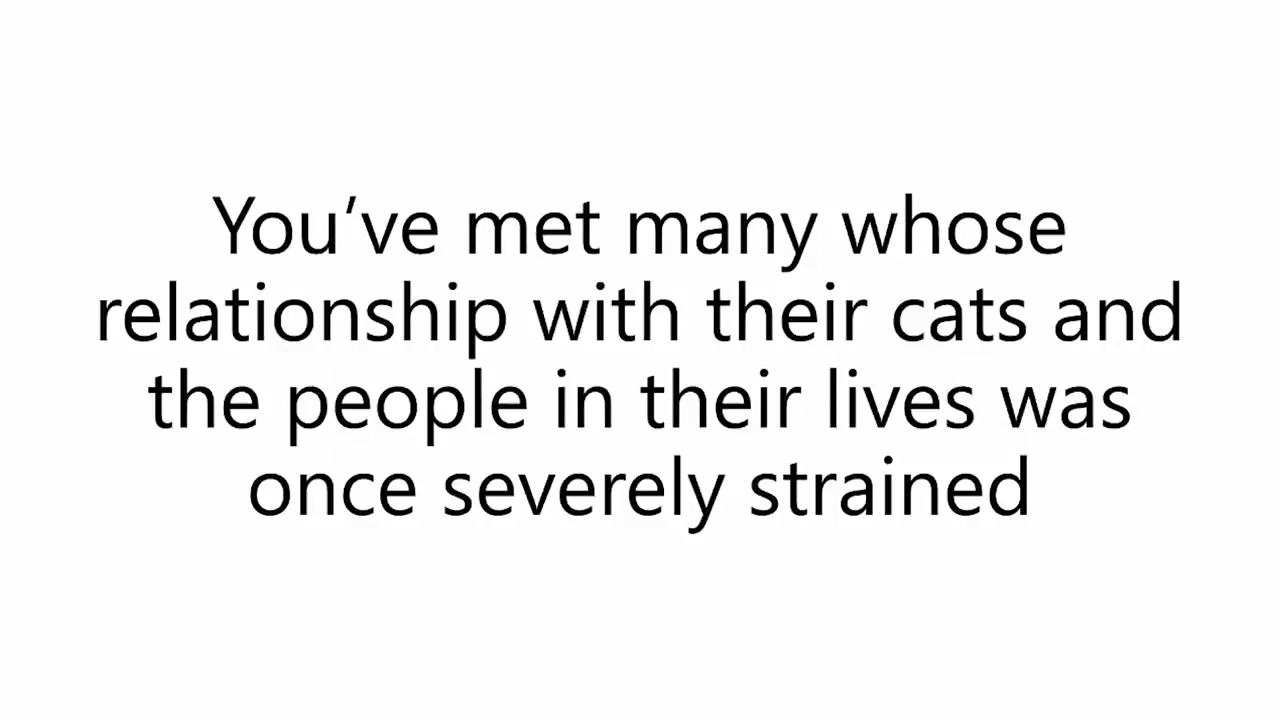 You’ve met many whose
relationship with their cats and
the people in their lives was
once severely strained